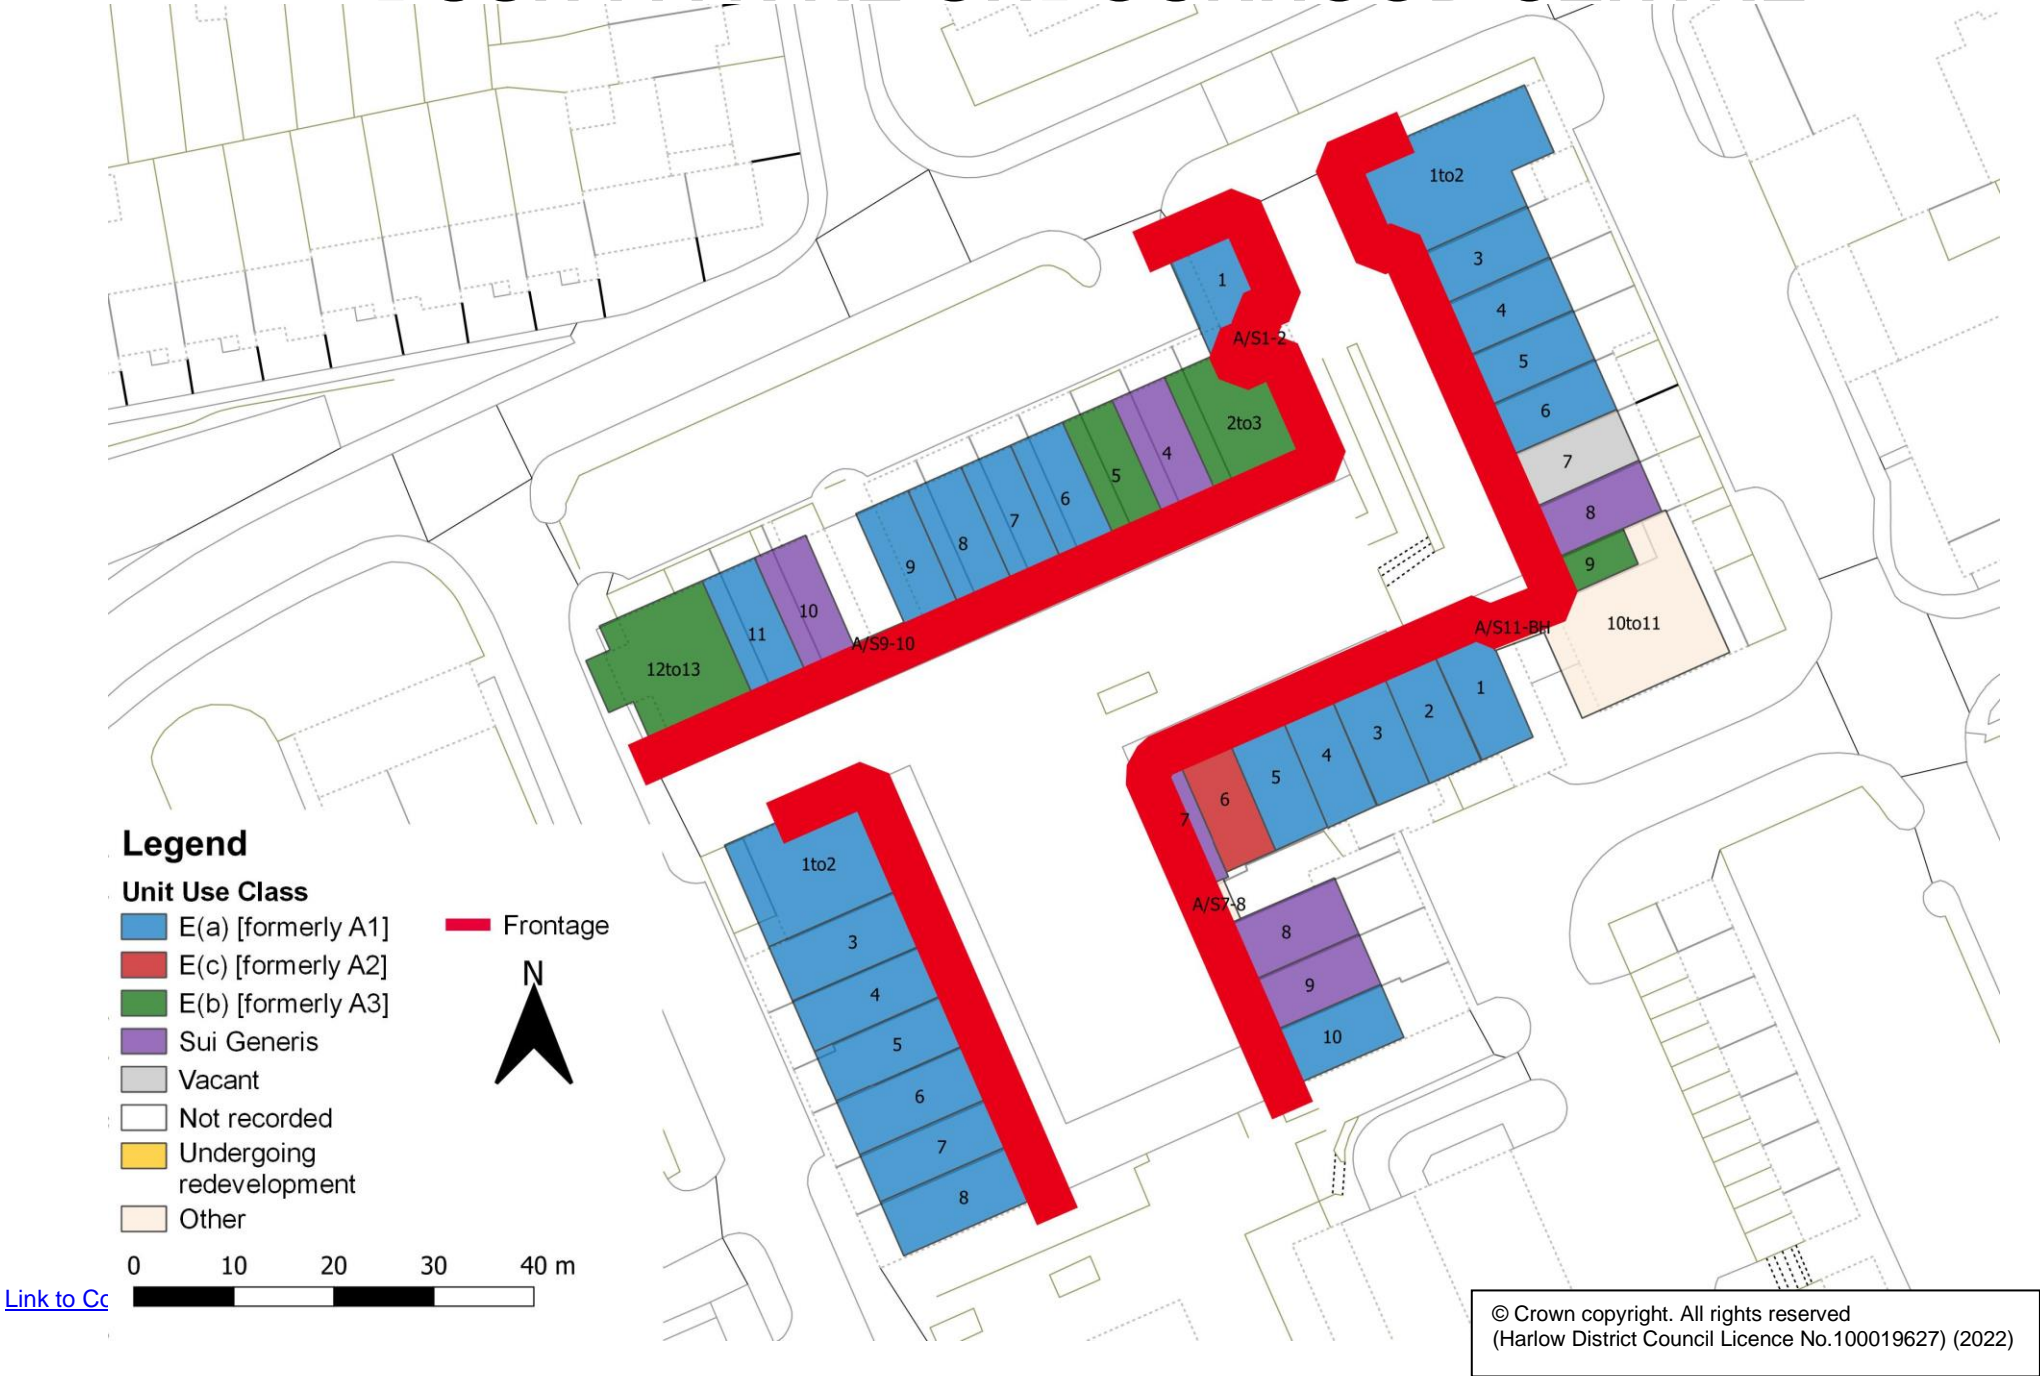 1to2
3
4
5
6
7
8
9
10to11
1
A/S1-2
2to3
4
5
6
7
8
9
A/S9-10
10
11
12to13
A/S11-BH
1
2
3
4
5
6
7
A/S7-8
8
9
10
1to2
3
4
5
6
7
8
Legend
Unit Use Class
E(a) [formerly A1]
E(c) [formerly A2]
E(b) [formerly A3]
Sui Generis
Vacant
Not recorded
Undergoing
redevelopment
Other
Frontage
N
0 10 20 30 40 m
Link to Co
© Crown copyright. All rights reserved
(Harlow District Council Licence No.100019627) (2022)